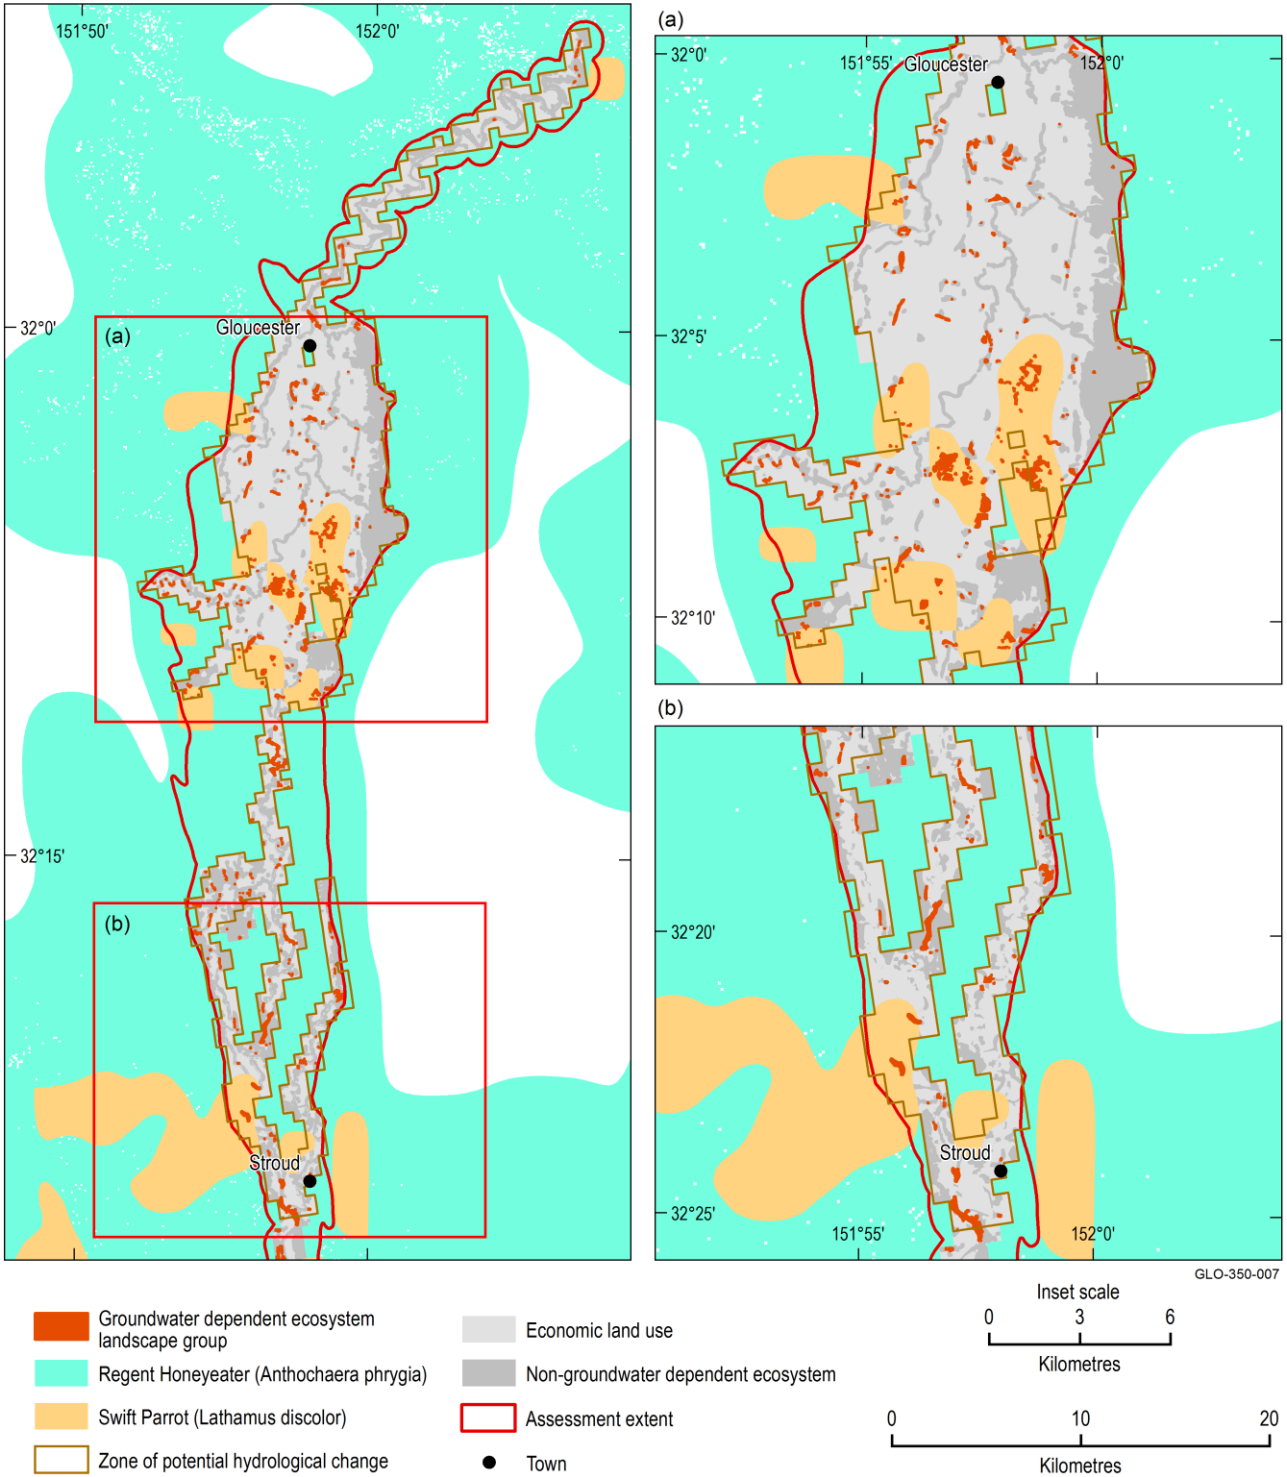 151°50'
152°0'
32°0'
(a)
Gloucester
32°15'
(b)
Stroud
(a)
32°0'
151°55'
152°0'
Gloucester
32°5'
32°10'
(b)
32°20'
Stroud
32°25'
151°55'
152°0'
GLO-350-007
Groundwater dependent ecosystem
landscape group
Regent Honeyeater (Anthochaera phrygia)
Swift Parrot (Lathamus discolor)
Zone of potential hydrological change
Economic land use
Non-groundwater dependent ecosystem
Assessment extent
Town
Inset scale
0 3 6
Kilometres
0 10 20
Kilometres